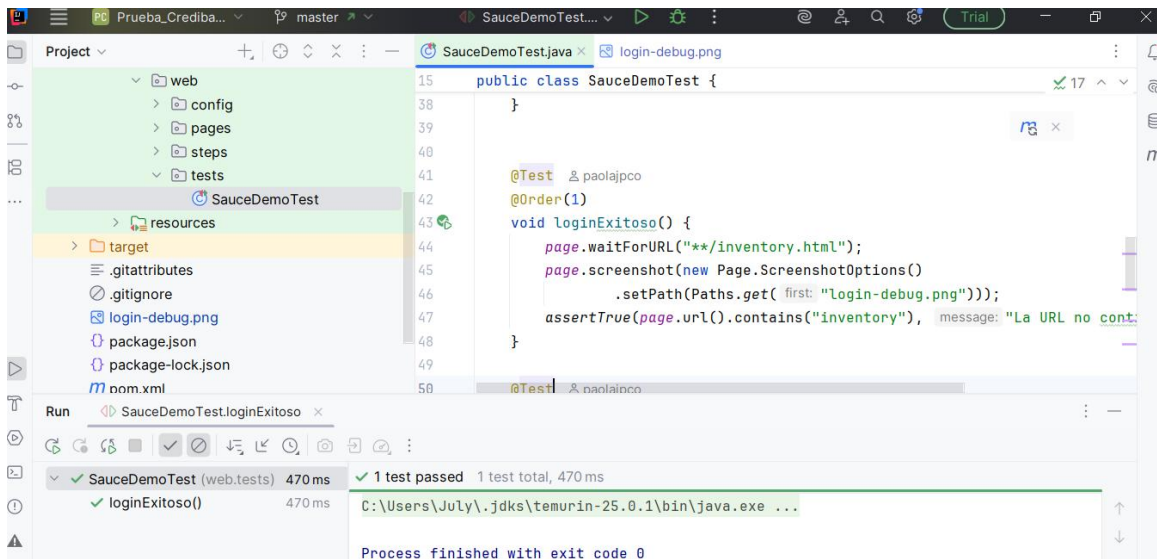 PC Prueba_Crediba... master SauceDemoTest.... Trial
Project
SauceDemoTest.java
login-debug.png
web
config
pages
steps
tests
SauceDemoTest
resources
target
.gitattributes
.gitignore
login-debug.png
package.json
package-lock.json
pom.xml
17
15 public class SauceDemoTest {
38 }
39
40
41 @Test paolajpco
42 @Order(1)
43 void loginExitoso() {
44 page.waitForURL("**/inventory.html");
45 page.screenshot(new Page.ScreenshotOptions()
46 .setPath(Paths.get( first: "login-debug.png")));
47 assertTrue(page.url().contains("inventory"), message: "La URL no cont
48 }
49
50 @Test paolajpco
Run SauceDemoTest.loginExitoso
SauceDemoTest (web.tests) 470 ms
loginExitoso() 470 ms
1 test passed 1 test total, 470 ms
C:\Users\July\.jdks\temurin-25.0.1\bin\java.exe ...
Process finished with exit code 0